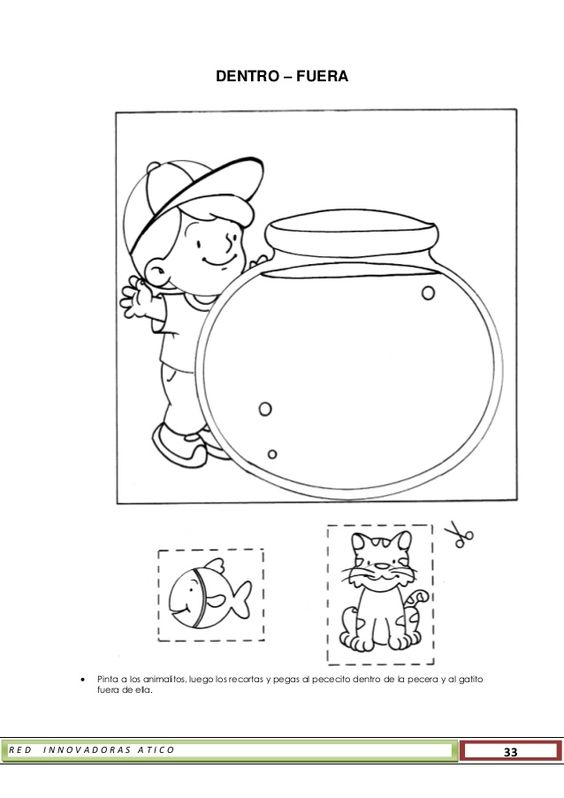 DENTRO – FUERA
• Pinta a los animalitos, luego los recortas y pegas al pececito dentro de la pecera y al gatito
fuera de ella.
RED INNOVADORAS ATICO
33